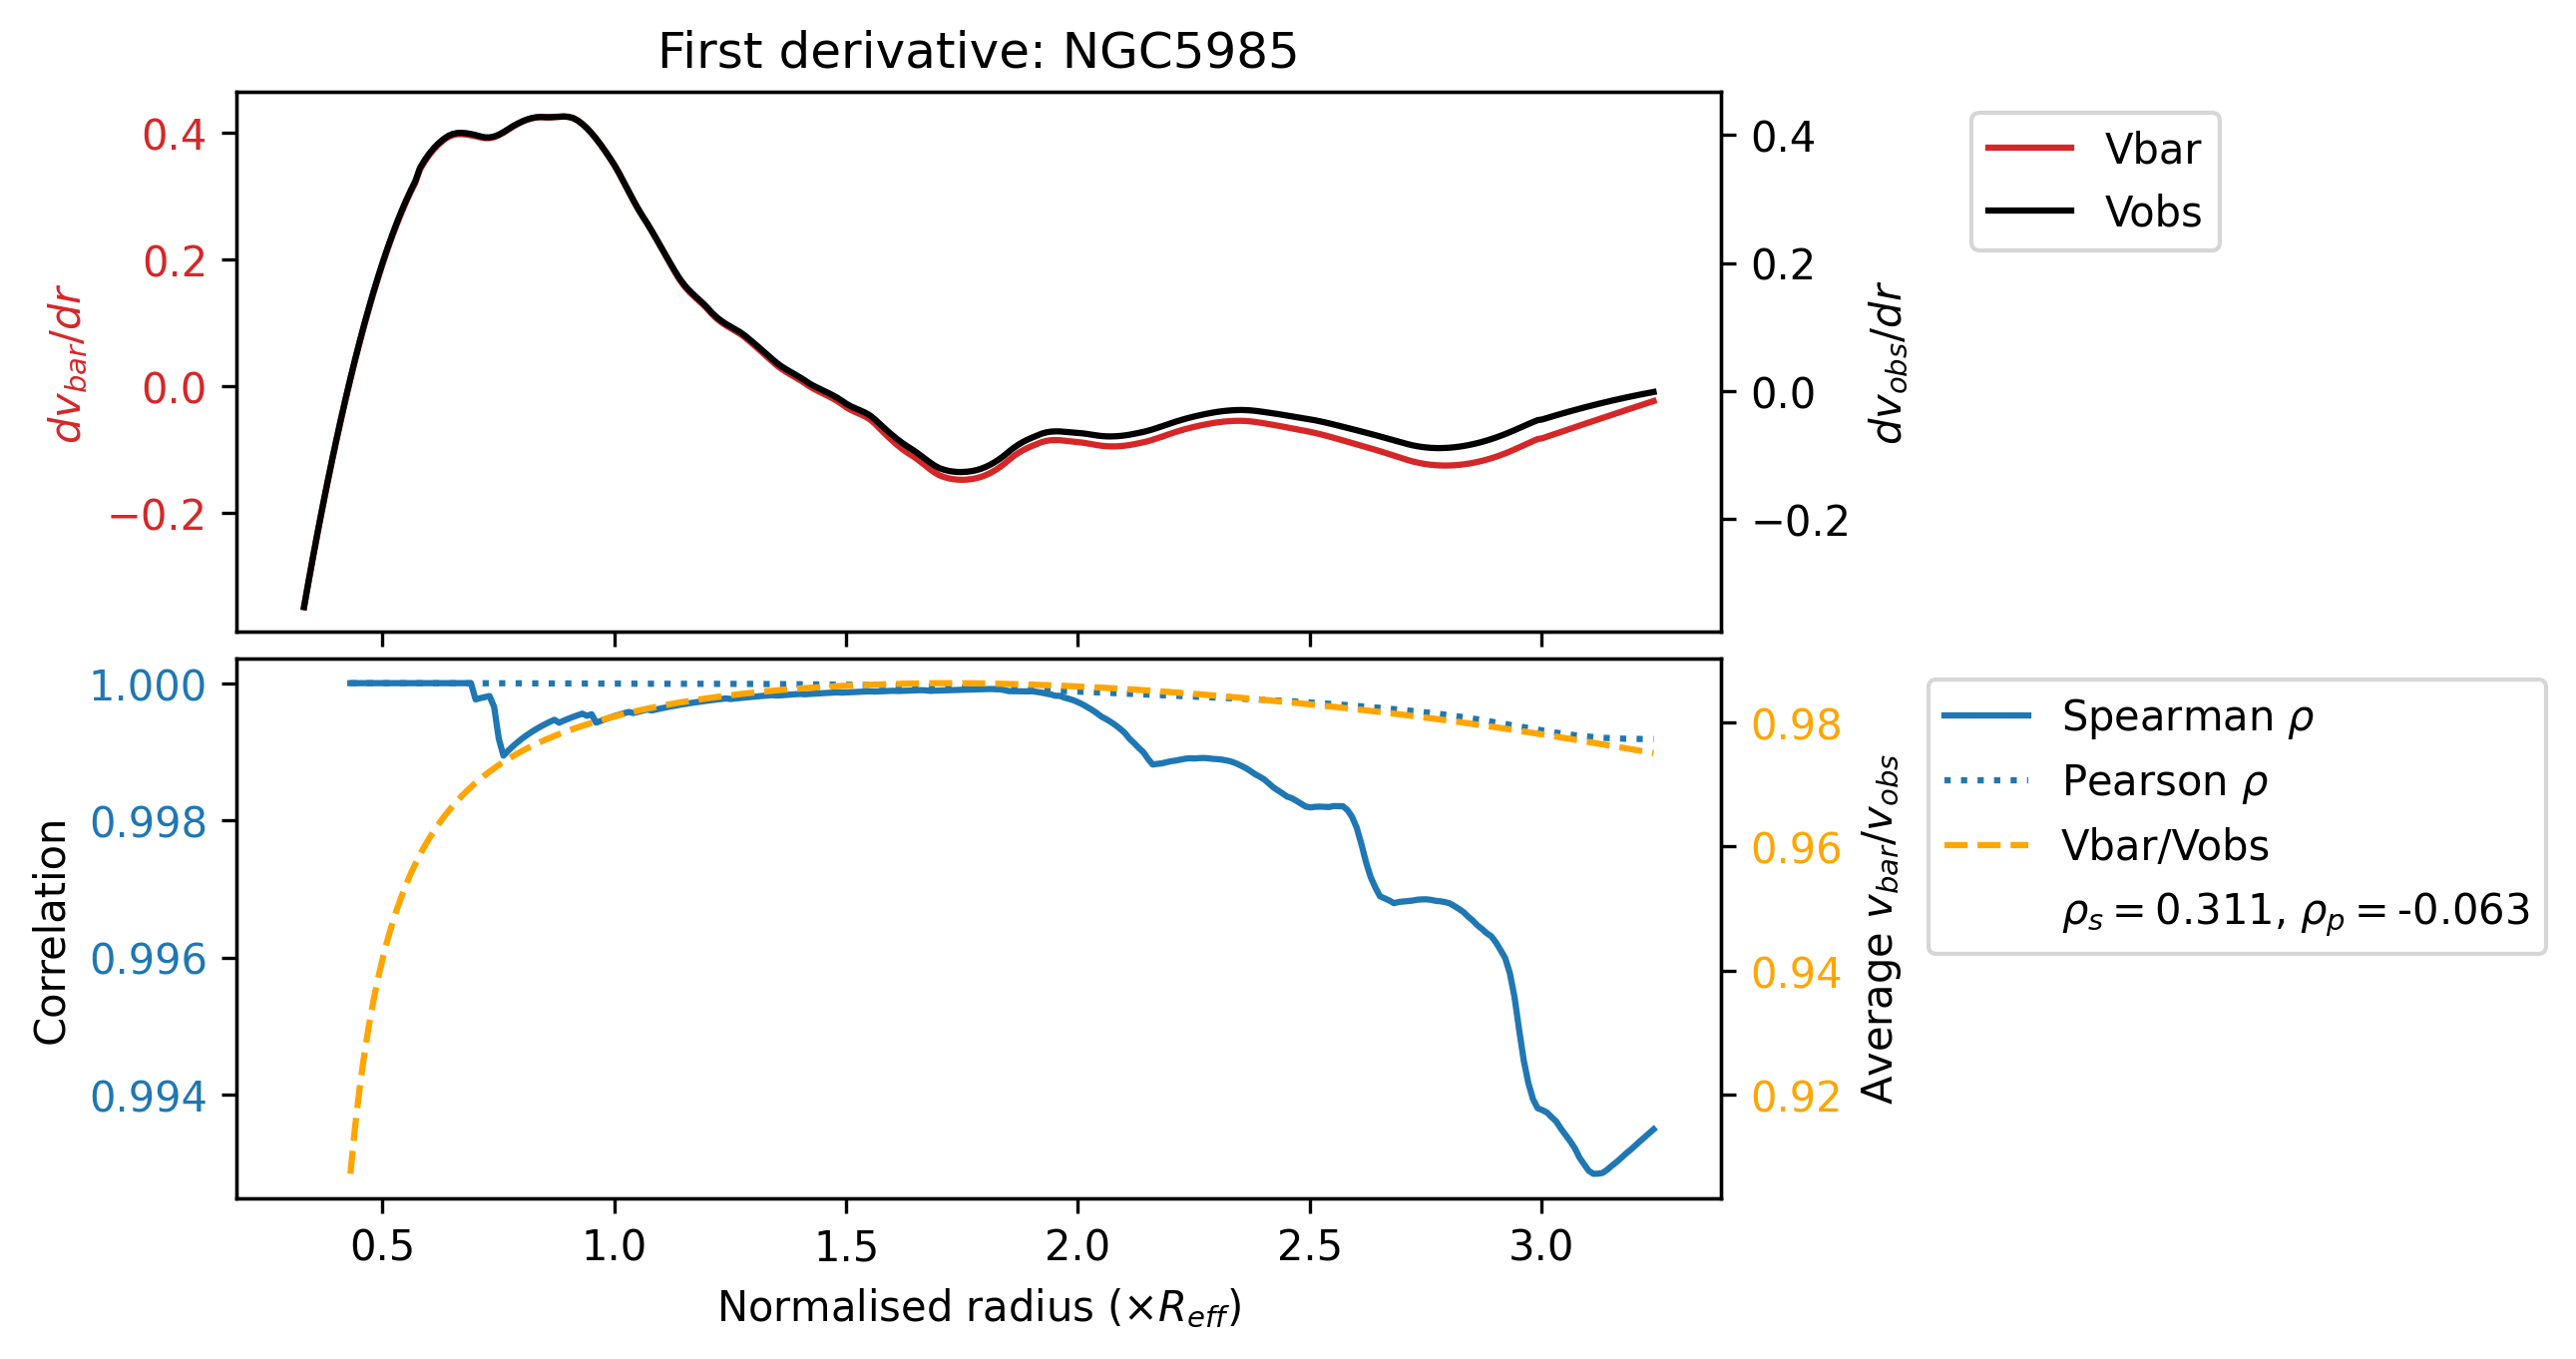 First derivative: NGC5985
0.4
0.2
0.0
−0.2
dv_bar/dr
0.4
0.2
0.0
−0.2
dv_obs/dr
Vbar
Vobs
1.000
0.998
0.996
0.994
Correlation
0.98
0.96
0.94
0.92
Average v_bar/v_obs
Spearman ρ
Pearson ρ
Vbar/Vobs
ρ_s = 0.311, ρ_p = -0.063
0.5 1.0 1.5 2.0 2.5 3.0
Normalised radius (×R_eff)